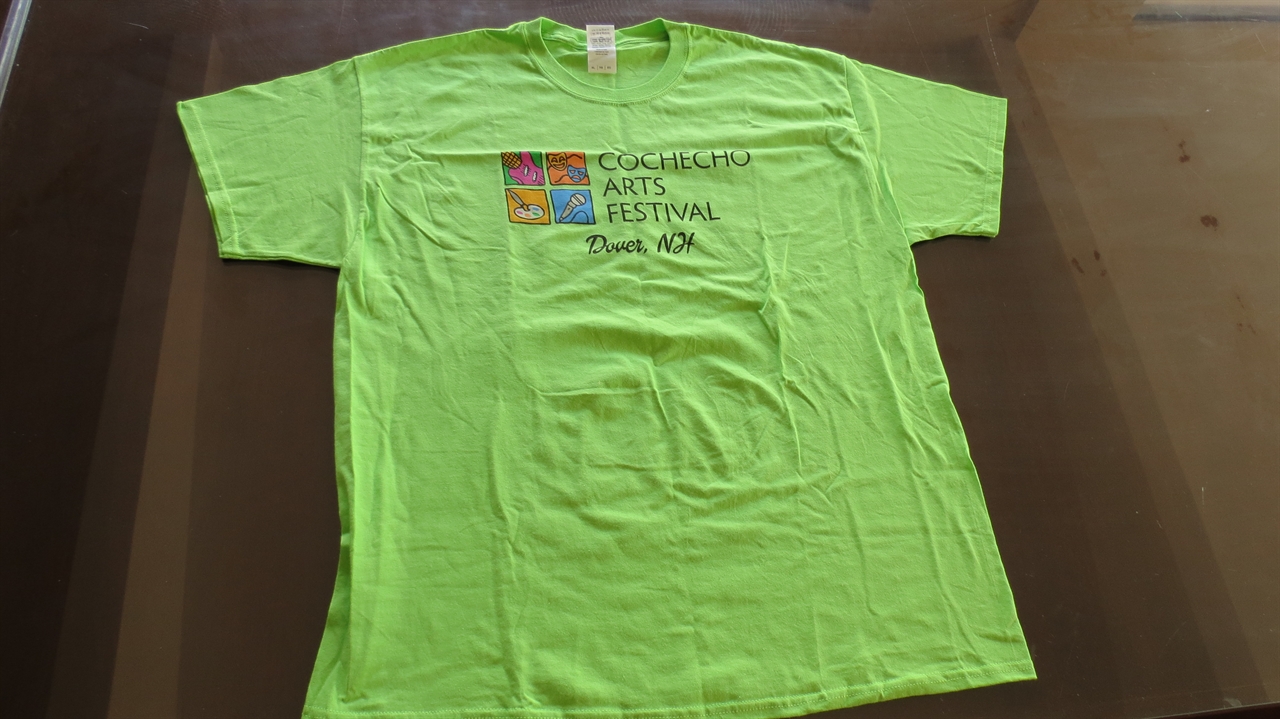 COCHECHO
ARTS
FESTIVAL
Dover, NH